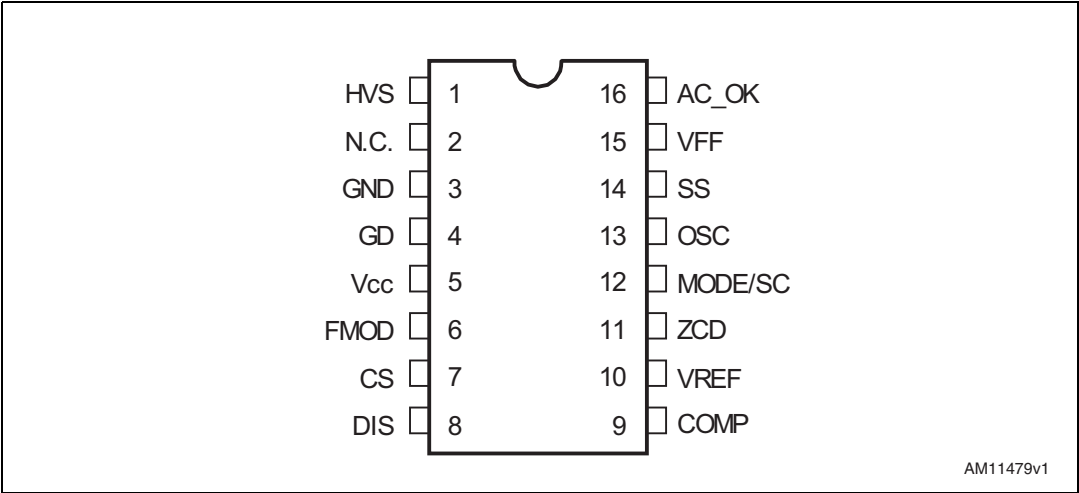 HVS 1 16 AC_OK
N.C. 2 15 VFF
GND 3 14 SS
GD 4 13 OSC
Vcc 5 12 MODE/SC
FMOD 6 11 ZCD
CS 7 10 VREF
DIS 8 9 COMP
AM11479v1